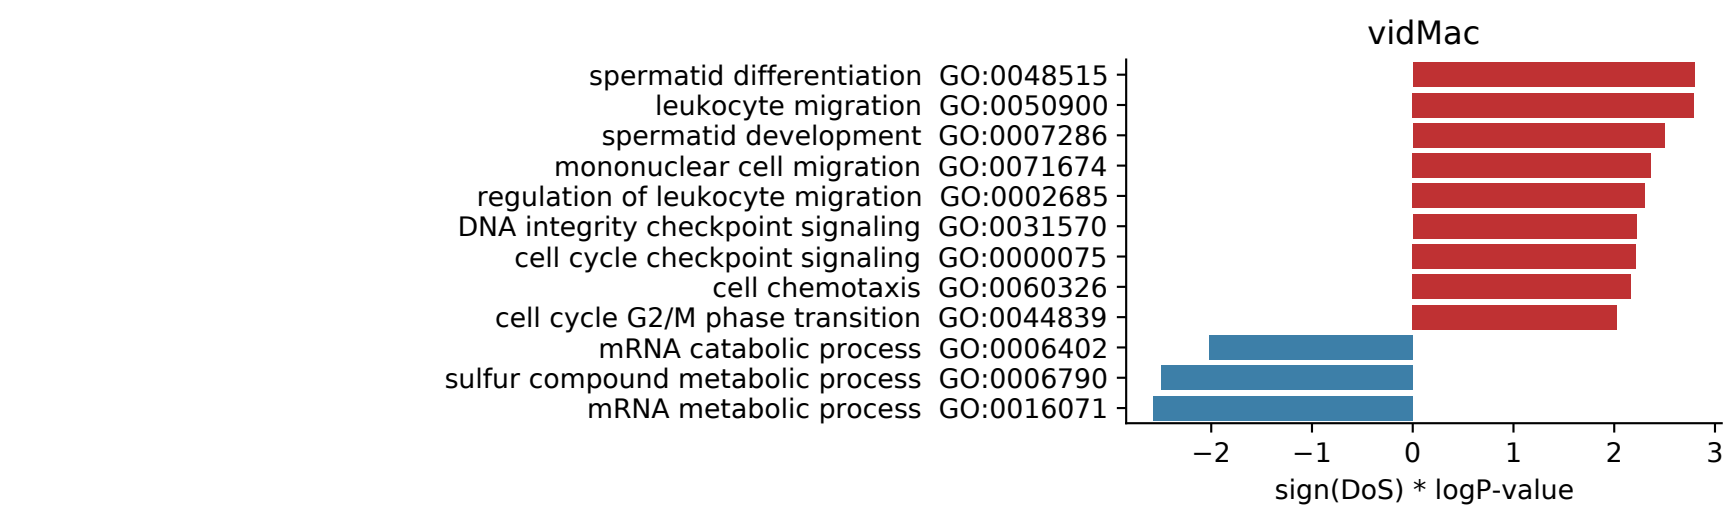 vidMac
spermatid differentiation GO:0048515
leukocyte migration GO:0050900
spermatid development GO:0007286
mononuclear cell migration GO:0071674
regulation of leukocyte migration GO:0002685
DNA integrity checkpoint signaling GO:0031570
cell cycle checkpoint signaling GO:0000075
cell chemotaxis GO:0060326
cell cycle G2/M phase transition GO:0044839
mRNA catabolic process GO:0006402
sulfur compound metabolic process GO:0006790
mRNA metabolic process GO:0016071
−2 −1 0 1 2 3
sign(DoS) * logP-value